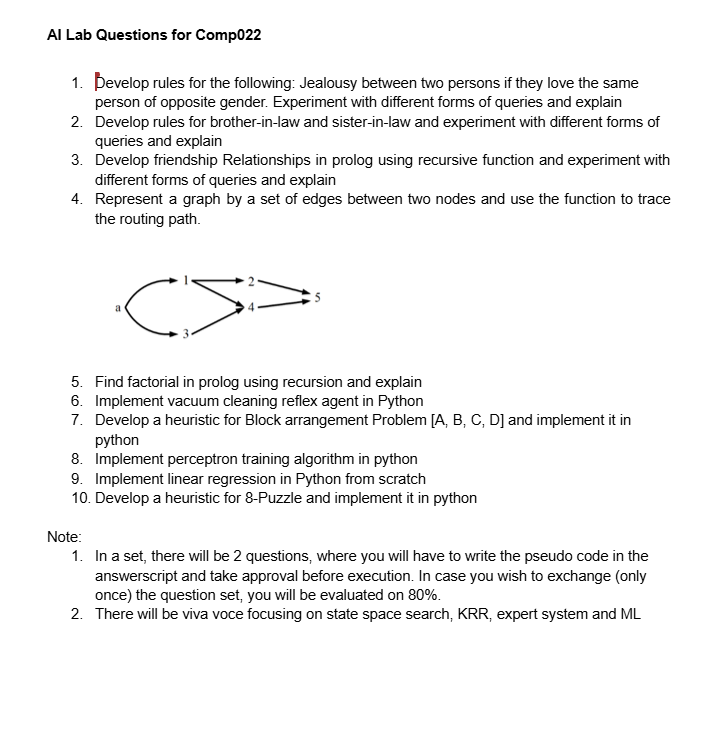 AI Lab Questions for Comp022
1. Develop rules for the following: Jealousy between two persons if they love the same
person of opposite gender. Experiment with different forms of queries and explain
2. Develop rules for brother-in-law and sister-in-law and experiment with different forms of
queries and explain
3. Develop friendship Relationships in prolog using recursive function and experiment with
different forms of queries and explain
4. Represent a graph by a set of edges between two nodes and use the function to trace
the routing path.
1 2
a 4 5
3
5. Find factorial in prolog using recursion and explain
6. Implement vacuum cleaning reflex agent in Python
7. Develop a heuristic for Block arrangement Problem [A, B, C, D] and implement it in
python
8. Implement perceptron training algorithm in python
9. Implement linear regression in Python from scratch
10. Develop a heuristic for 8-Puzzle and implement it in python
Note:
1. In a set, there will be 2 questions, where you will have to write the pseudo code in the
answerscript and take approval before execution. In case you wish to exchange (only
once) the question set, you will be evaluated on 80%.
2. There will be viva voce focusing on state space search, KRR, expert system and ML